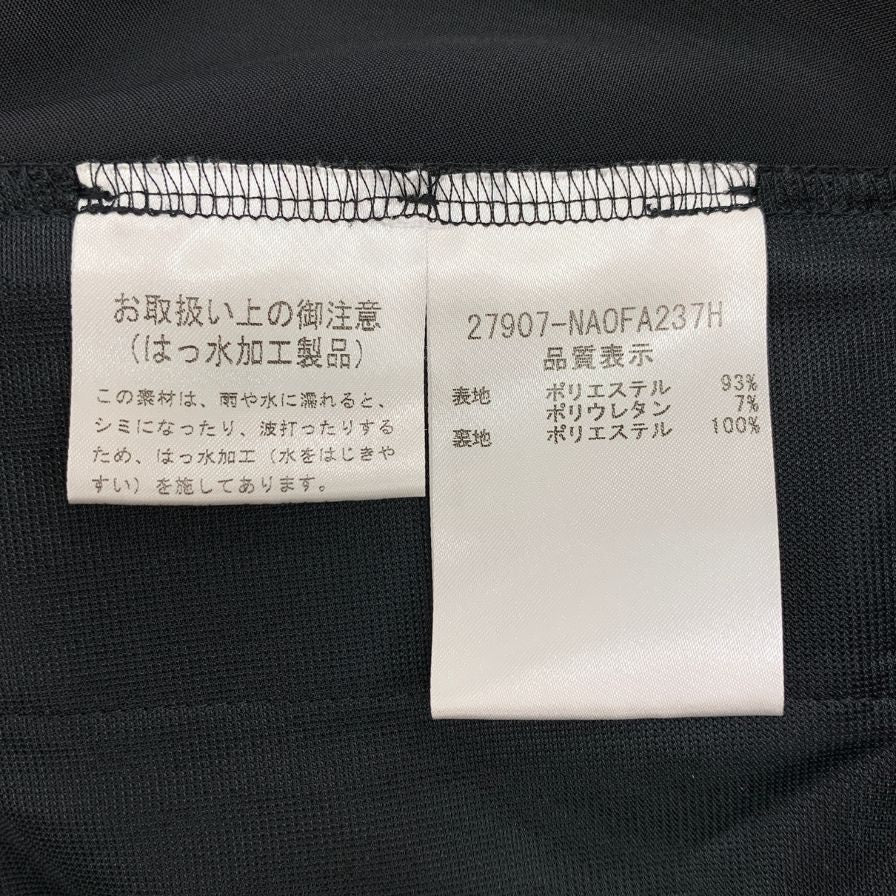 お取扱い上の御注意
（はっ水加工製品）
この素材は、雨や水に濡れると、
シミになったり、波打ったりする
ため、はっ水加工（水をはじきや
すい）を施してあります。
27907-NAOFA237H
品質表示
表地 ポリエステル 93%
ポリウレタン 7%
裏地 ポリエステル 100%